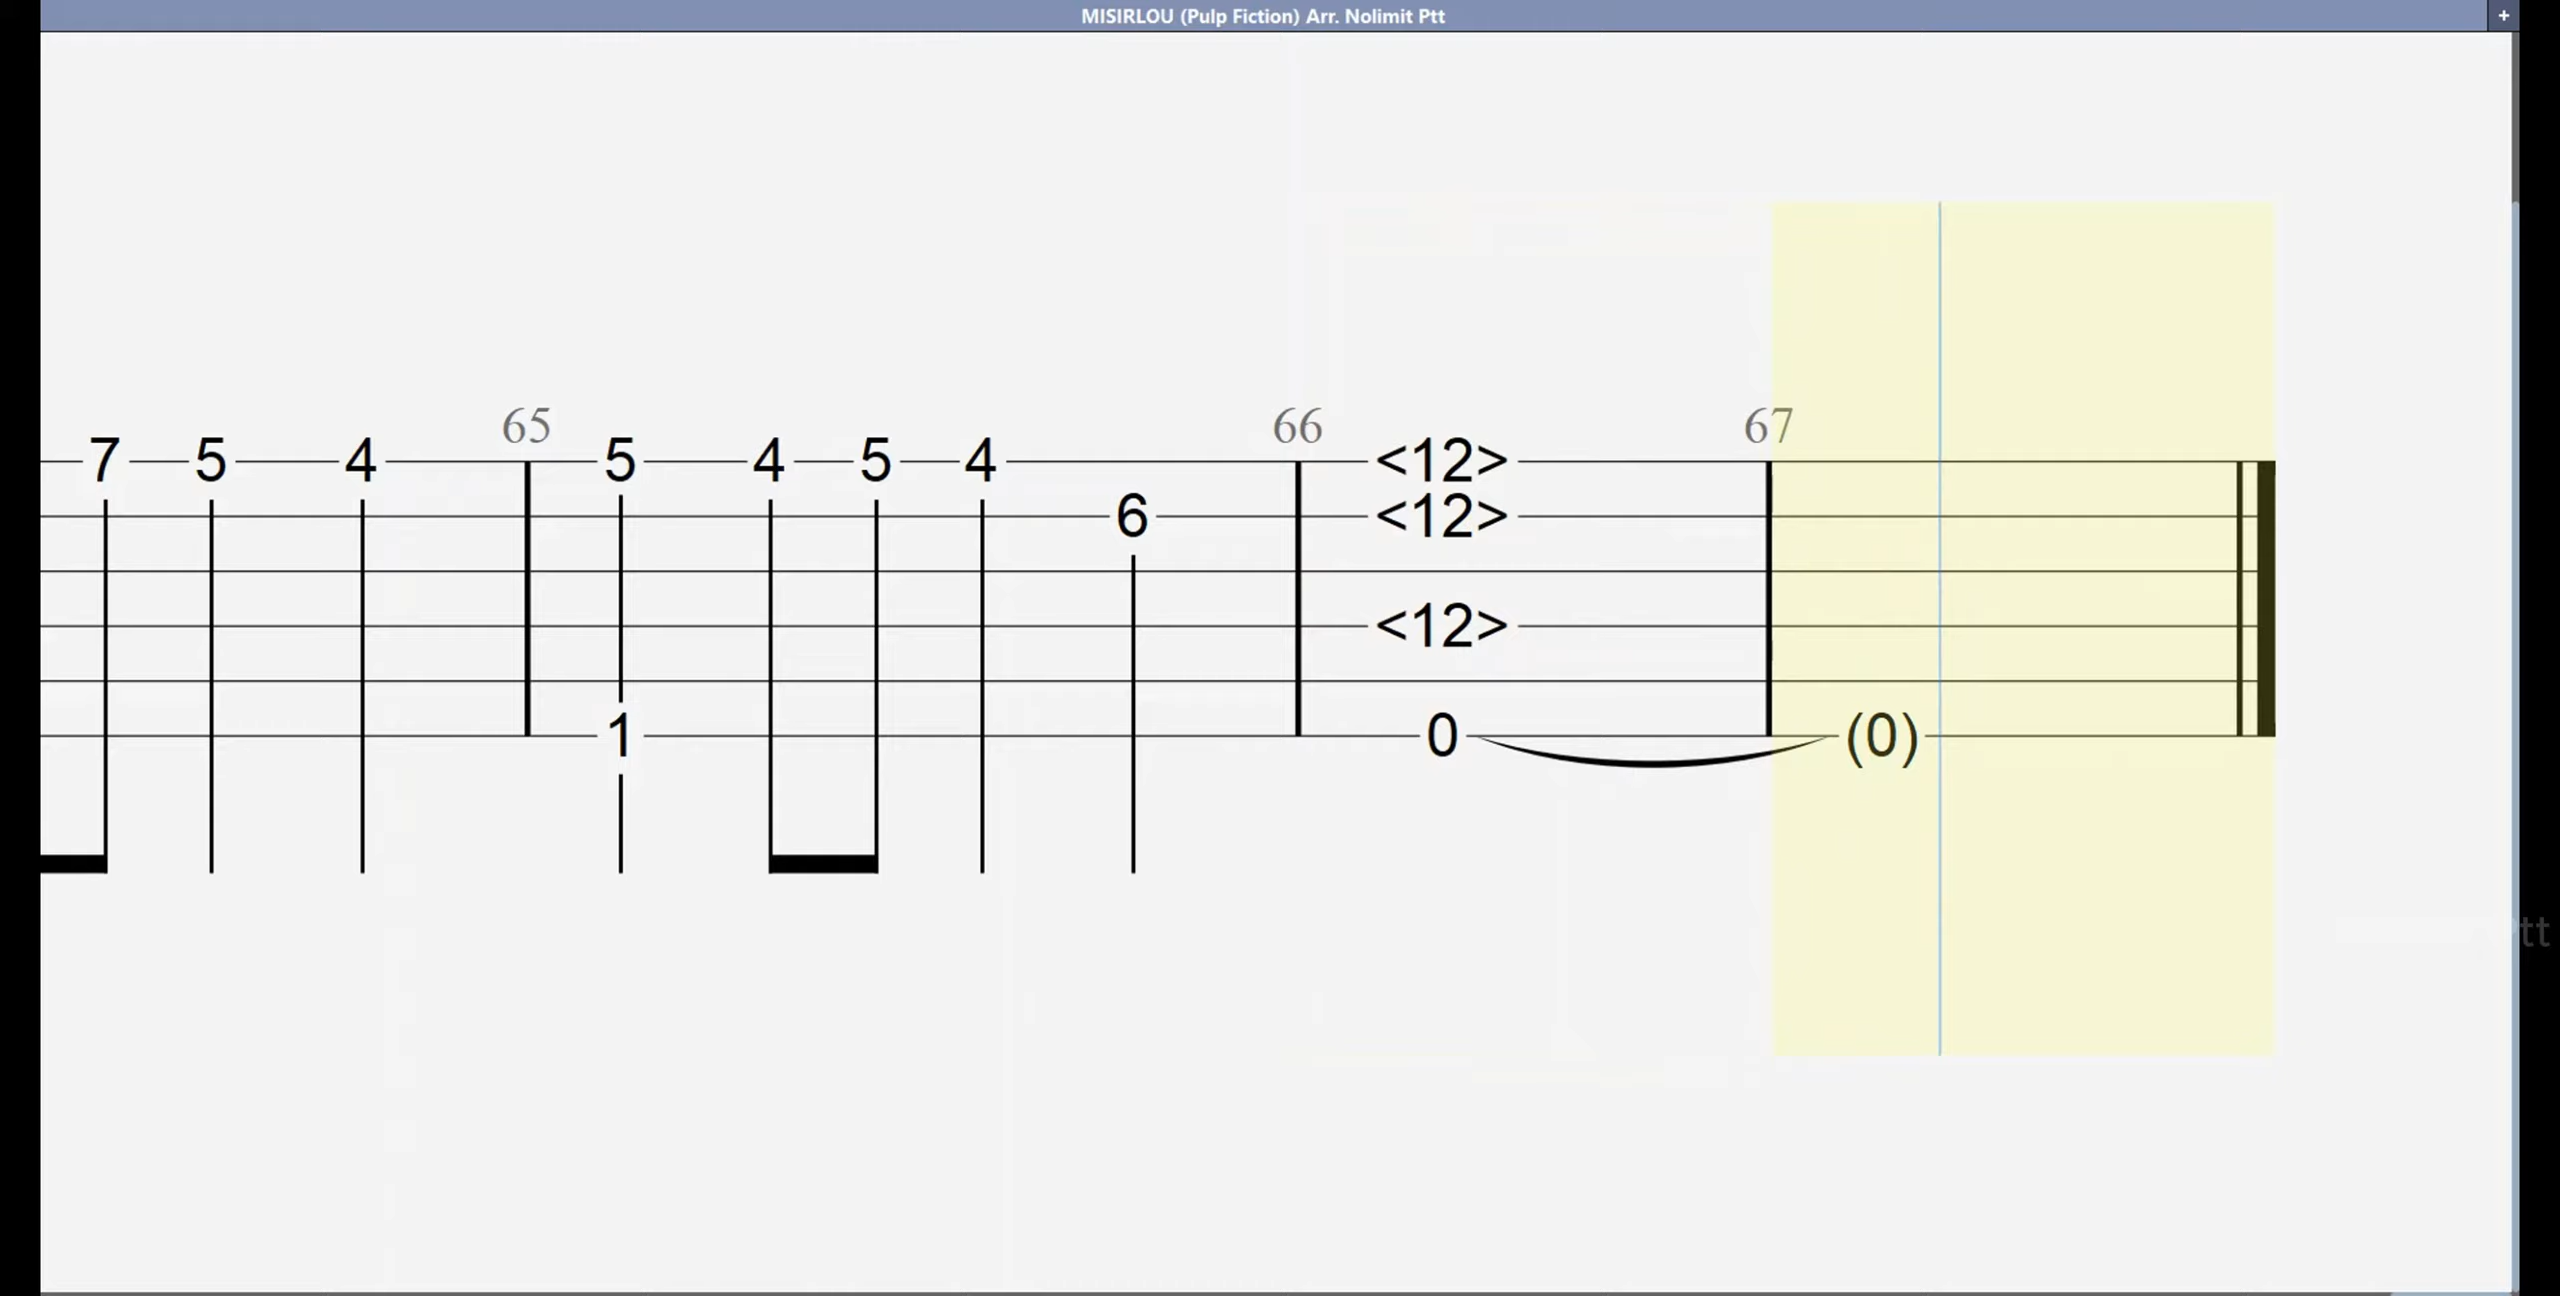 MISIRLOU (Pulp Fiction) Arr. Nolimit Ptt
+
65 66 67
7 5 4 5 4 5 4 <12>
6 <12>
<12>
1 0 (0)
tt